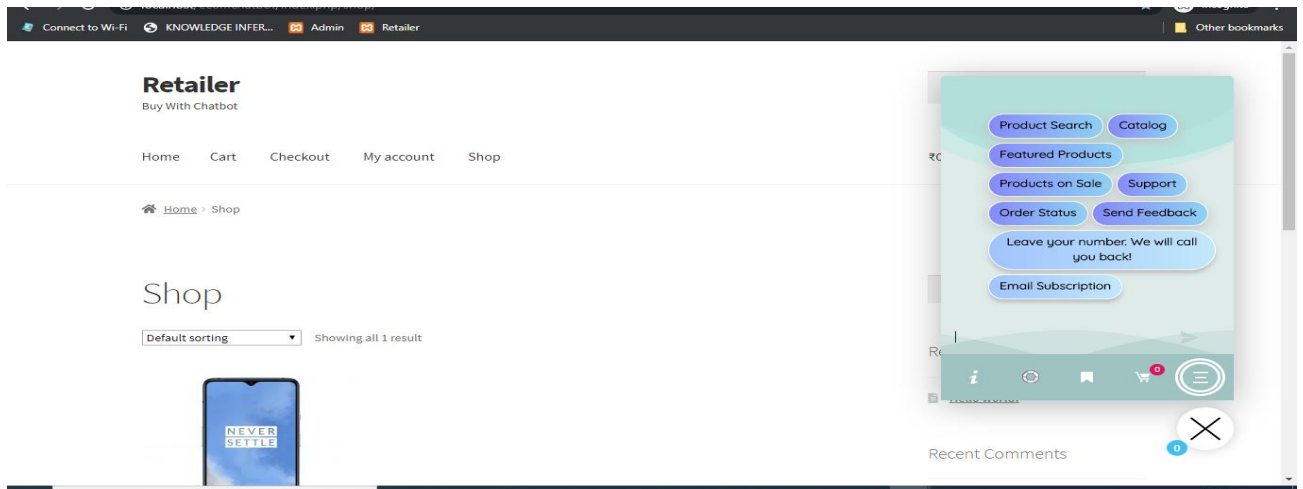 Connect to Wi-Fi KNOWLEDGE INFER... Admin Retailer Other bookmarks
Retailer
Buy With Chatbot
Home Cart Checkout My account Shop
Home Shop
Shop
Default sorting Showing all 1 result
NEVER
SETTLE
Product Search Catalog
Featured Products
Products on Sale Support
Order Status Send Feedback
Leave your number. We will call
you back!
Email Subscription
i
0
0
Recent Comments